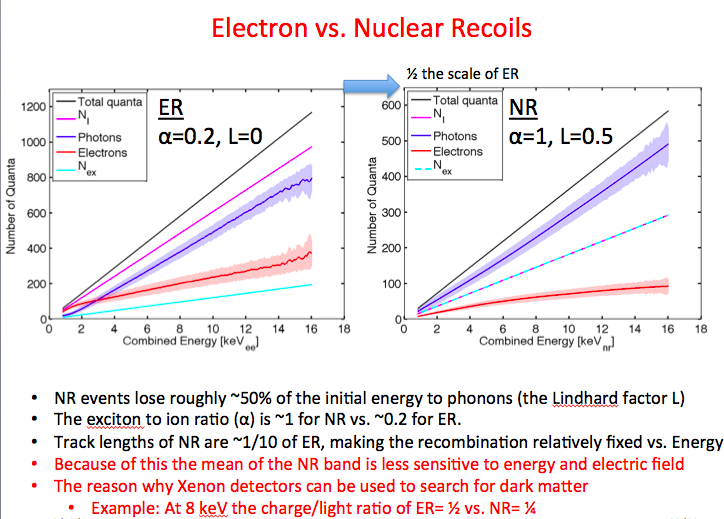 Electron vs. Nuclear Recoils
½ the scale of ER
Total quanta
N_I
Photons
Electrons
N_ex
ER
α=0.2, L=0
Number of Quanta
1200
1000
800
600
400
200
0
0 2 4 6 8 10 12 14 16 18
Combined Energy [keV_ee]
Total quanta
N_I
Photons
Electrons
N_ex
NR
α=1, L=0.5
Number of Quanta
600
500
400
300
200
100
0
0 2 4 6 8 10 12 14 16 18
Combined Energy [keV_nr]
• NR events lose roughly ~50% of the initial energy to phonons (the Lindhard factor L)
• The exciton to ion ratio (α) is ~1 for NR vs. ~0.2 for ER.
• Track lengths of NR are ~1/10 of ER, making the recombination relatively fixed vs. Energy
• Because of this the mean of the NR band is less sensitive to energy and electric field
• The reason why Xenon detectors can be used to search for dark matter
• Example: At 8 keV the charge/light ratio of ER= ½ vs. NR= ¼